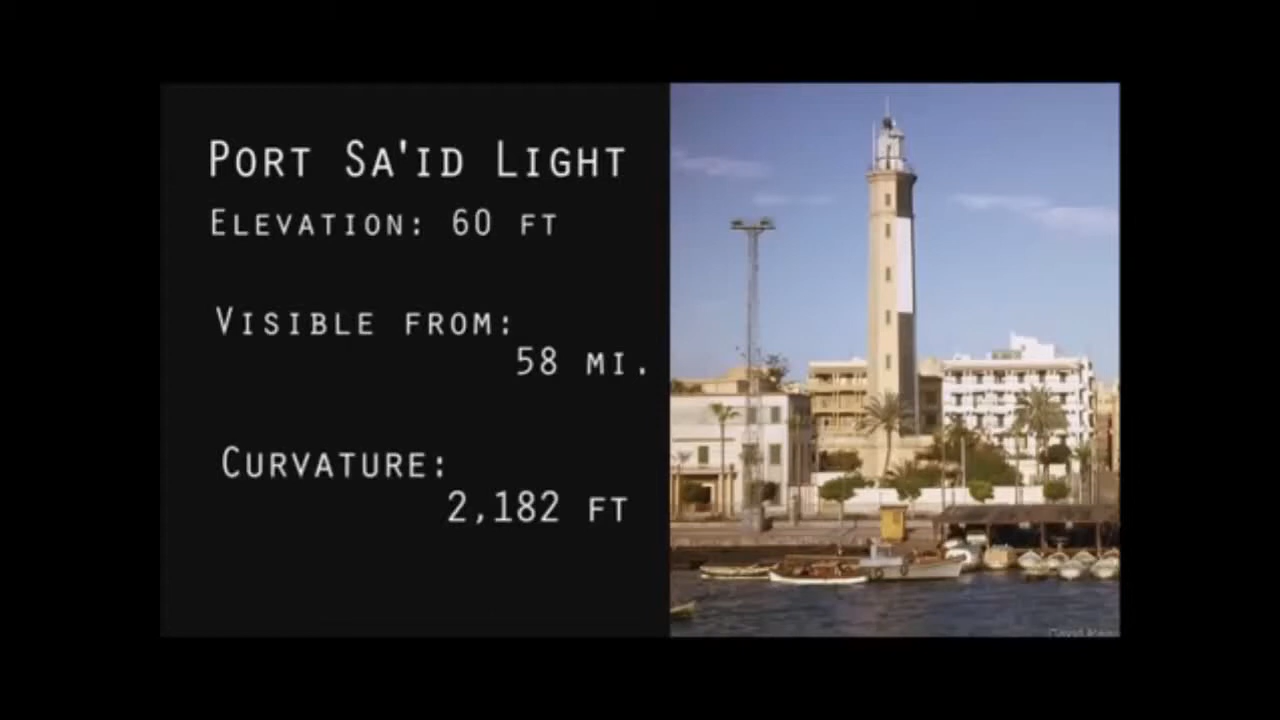 PORT SA'ID LIGHT
ELEVATION: 60 FT
VISIBLE FROM:
58 MI.
CURVATURE:
2,182 FT